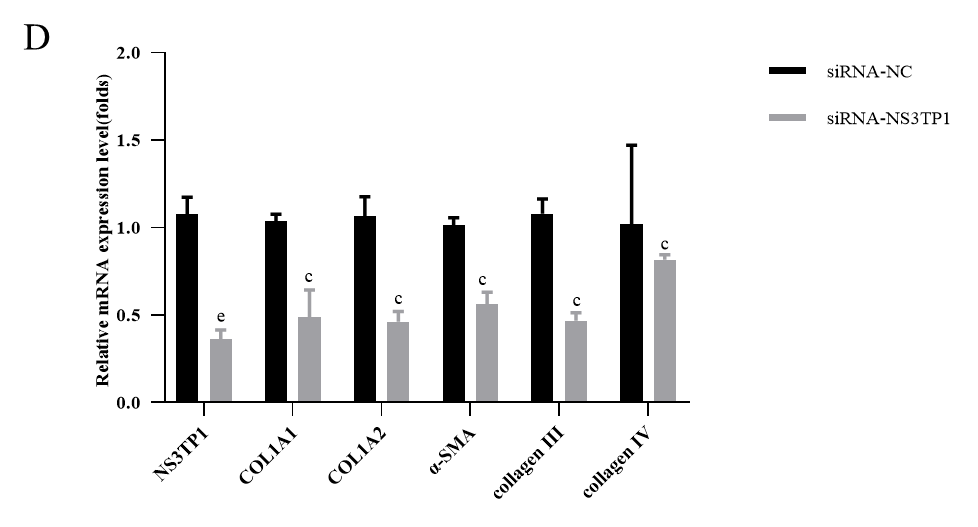 D
Relative mRNA expression level(folds)
2.0
1.5
1.0
0.5
0.0
e
c
c
c
c
c
NS3TP1
COL1A1
COL1A2
α-SMA
collagen III
collagen IV
siRNA-NC
siRNA-NS3TP1